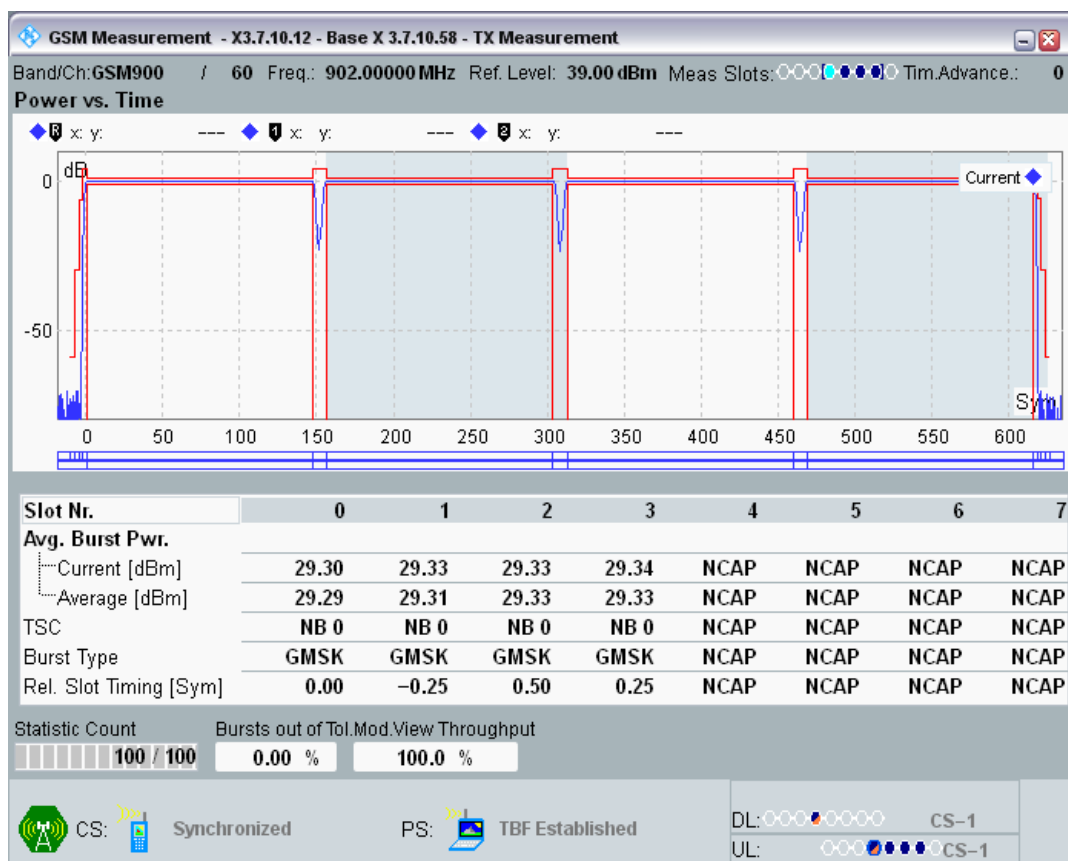 GSM Measurement - X3.7.10.12 - Base X 3.7.10.58 - TX Measurement
Band/Ch:GSM900 / 60 Freq.: 902.00000 MHz Ref. Level: 39.00 dBm Meas Slots: Tim.Advance.: 0
Power vs. Time
R x: y: --- 1 x: y: --- 2 x: y: ---
dB
0
Current
-50
Sym
0 50 100 150 200 250 300 350 400 450 500 550 600
Slot Nr. 0 1 2 3 4 5 6 7
Avg. Burst Pwr.
Current [dBm] 29.30 29.33 29.33 29.34 NCAP NCAP NCAP NCAP
Average [dBm] 29.29 29.31 29.33 29.33 NCAP NCAP NCAP NCAP
TSC NB 0 NB 0 NB 0 NB 0 NCAP NCAP NCAP NCAP
Burst Type GMSK GMSK GMSK GMSK NCAP NCAP NCAP NCAP
Rel. Slot Timing [Sym] 0.00 −0.25 0.50 0.25 NCAP NCAP NCAP NCAP
Statistic Count Bursts out of Tol.Mod.View Throughput
100 / 100 0.00 % 100.0 %
CS: Synchronized PS: TBF Established
DL: CS−1
UL: CS−1